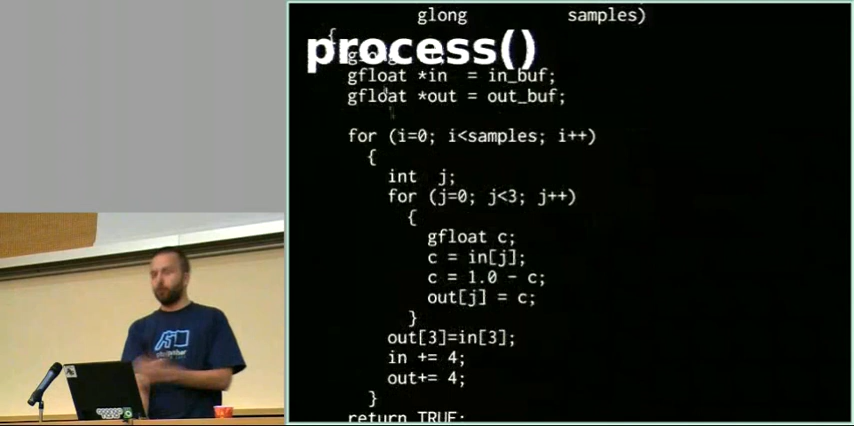 glong          samples)
{
process()
gfloat *in  = in_buf;
gfloat *out = out_buf;
for (i=0; i<samples; i++)
{
int  j;
for (j=0; j<3; j++)
{
gfloat c;
c = in[j];
c = 1.0 - c;
out[j] = c;
}
out[3]=in[3];
in += 4;
out+= 4;
}
return TRUE;